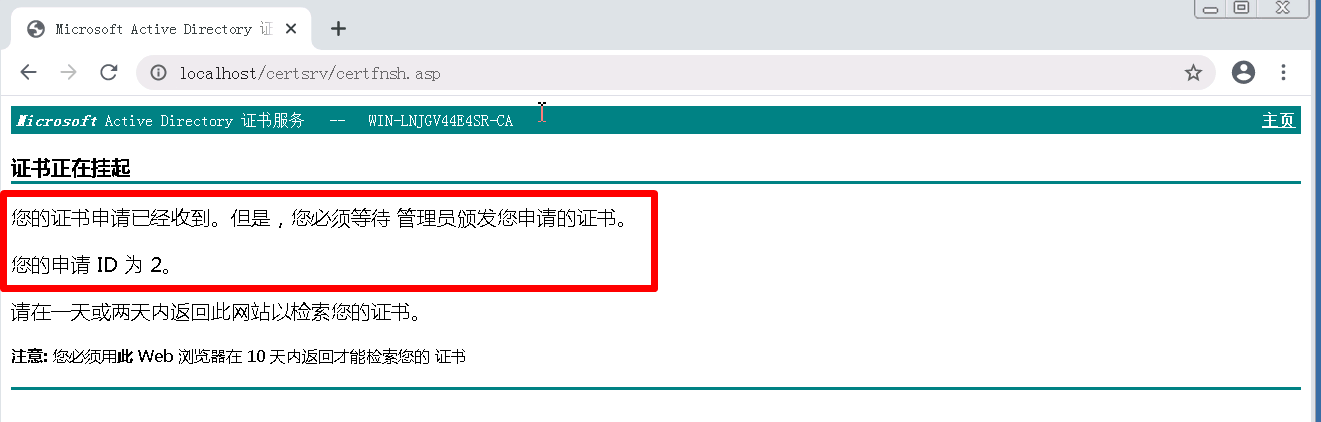 Microsoft Active Directory 证
localhost/certsrv/certfnsh.asp
Microsoft Active Directory 证书服务 -- WIN-LNJGV44E4SR-CA 主页
证书正在挂起
您的证书申请已经收到。但是，您必须等待 管理员颁发您申请的证书。
您的申请 ID 为 2。
请在一天或两天内返回此网站以检索您的证书。
注意: 您必须用此 Web 浏览器在 10 天内返回才能检索您的 证书